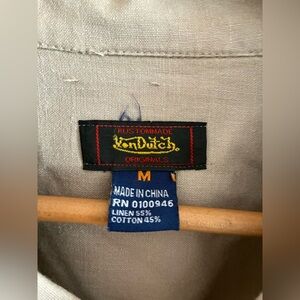 KUSTOMMADE
VonDutch.
ORIGINALS
M
MADE IN CHINA
RN 0100946
LINEN 55%
COTTON 45%